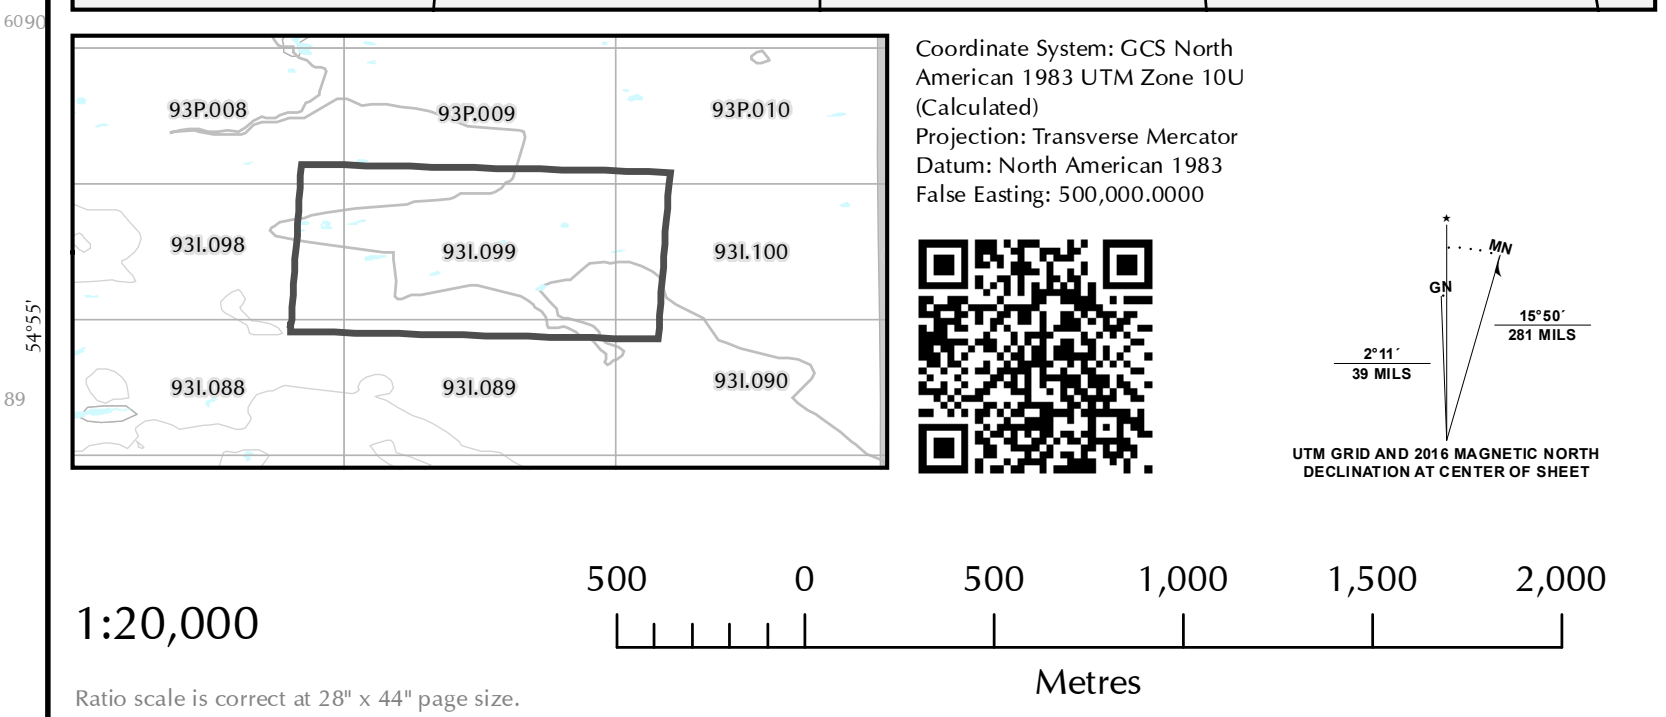 6090
93P.008
93P.009
93P.010
93I.098
93I.099
93I.100
93I.088
93I.089
93I.090
54°55'
89
Coordinate System: GCS North
American 1983 UTM Zone 10U
(Calculated)
Projection: Transverse Mercator
Datum: North American 1983
False Easting: 500,000.0000
MN
GN
15°50´
281 MILS
2°11´
39 MILS
UTM GRID AND 2016 MAGNETIC NORTH
DECLINATION AT CENTER OF SHEET
500 0 500 1,000 1,500 2,000
1:20,000
Metres
Ratio scale is correct at 28" x 44" page size.